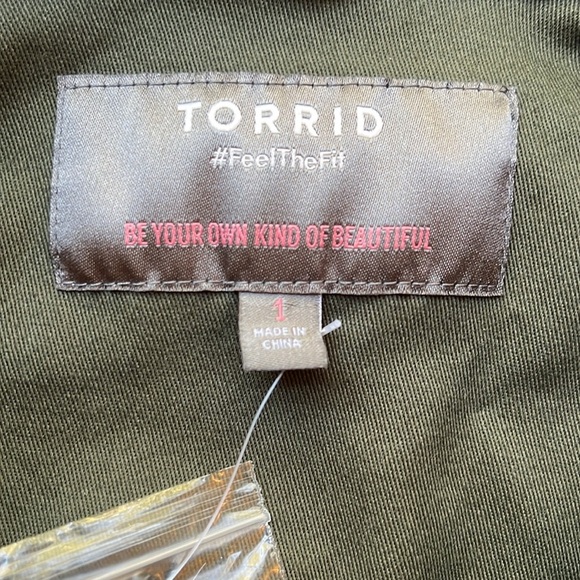 TORRID
#FeelTheFit
BE YOUR OWN KIND OF BEAUTIFUL
1
MADE IN
CHINA